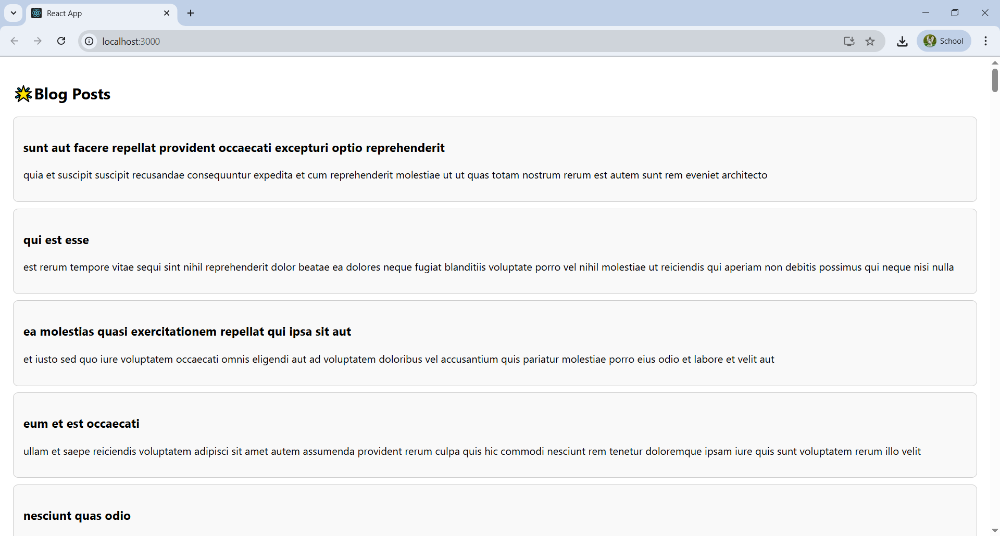 React App
localhost:3000
School
Blog Posts
sunt aut facere repellat provident occaecati excepturi optio reprehenderit
quia et suscipit suscipit recusandae consequuntur expedita et cum reprehenderit molestiae ut ut quas totam nostrum rerum est autem sunt rem eveniet architecto
qui est esse
est rerum tempore vitae sequi sint nihil reprehenderit dolor beatae ea dolores neque fugiat blanditiis voluptate porro vel nihil molestiae ut reiciendis qui aperiam non debitis possimus qui neque nisi nulla
ea molestias quasi exercitationem repellat qui ipsa sit aut
et iusto sed quo iure voluptatem occaecati omnis eligendi aut ad voluptatem doloribus vel accusantium quis pariatur molestiae porro eius odio et labore et velit aut
eum et est occaecati
ullam et saepe reiciendis voluptatem adipisci sit amet autem assumenda provident rerum culpa quis hic commodi nesciunt rem tenetur doloremque ipsam iure quis sunt voluptatem rerum illo velit
nesciunt quas odio